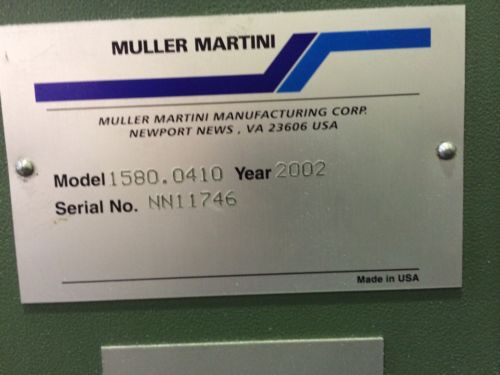 MULLER MARTINI
MULLER MARTINI MANUFACTURING CORP.
NEWPORT NEWS , VA 23606 USA
Model 1580.0410 Year 2002
Serial No. NN11746
Made in USA